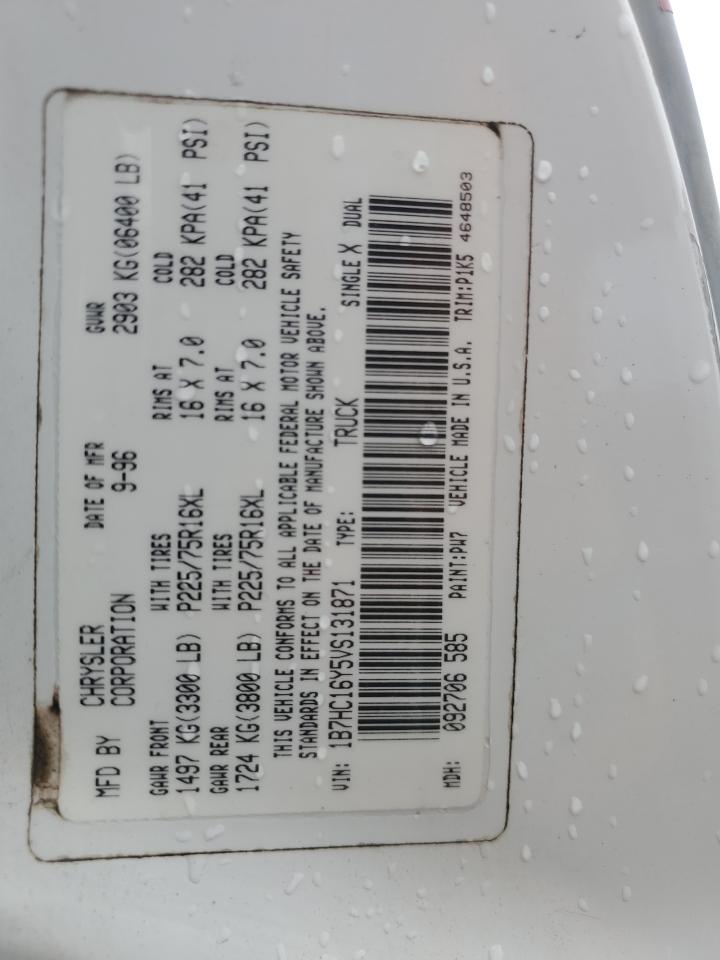 MFD BY CHRYSLER CORPORATION DATE OF MFR 9-96 GVWR 2903 KG(06400 LB)
GAWR FRONT WITH TIRES RIMS AT COLD
1497 KG(3300 LB) P225/75R16XL 16 X 7.0 282 KPA(41 PSI)
GAWR REAR WITH TIRES RIMS AT COLD
1724 KG(3800 LB) P225/75R16XL 16 X 7.0 282 KPA(41 PSI)
THIS VEHICLE CONFORMS TO ALL APPLICABLE FEDERAL MOTOR VEHICLE SAFETY
STANDARDS IN EFFECT ON THE DATE OF MANUFACTURE SHOWN ABOVE.
VIN: 1B7HC16Y5VS131871 TYPE: TRUCK SINGLE X DUAL
MDH: 092706 585 PAINT:PW7 VEHICLE MADE IN U.S.A. TRIM:P1K5 4648503